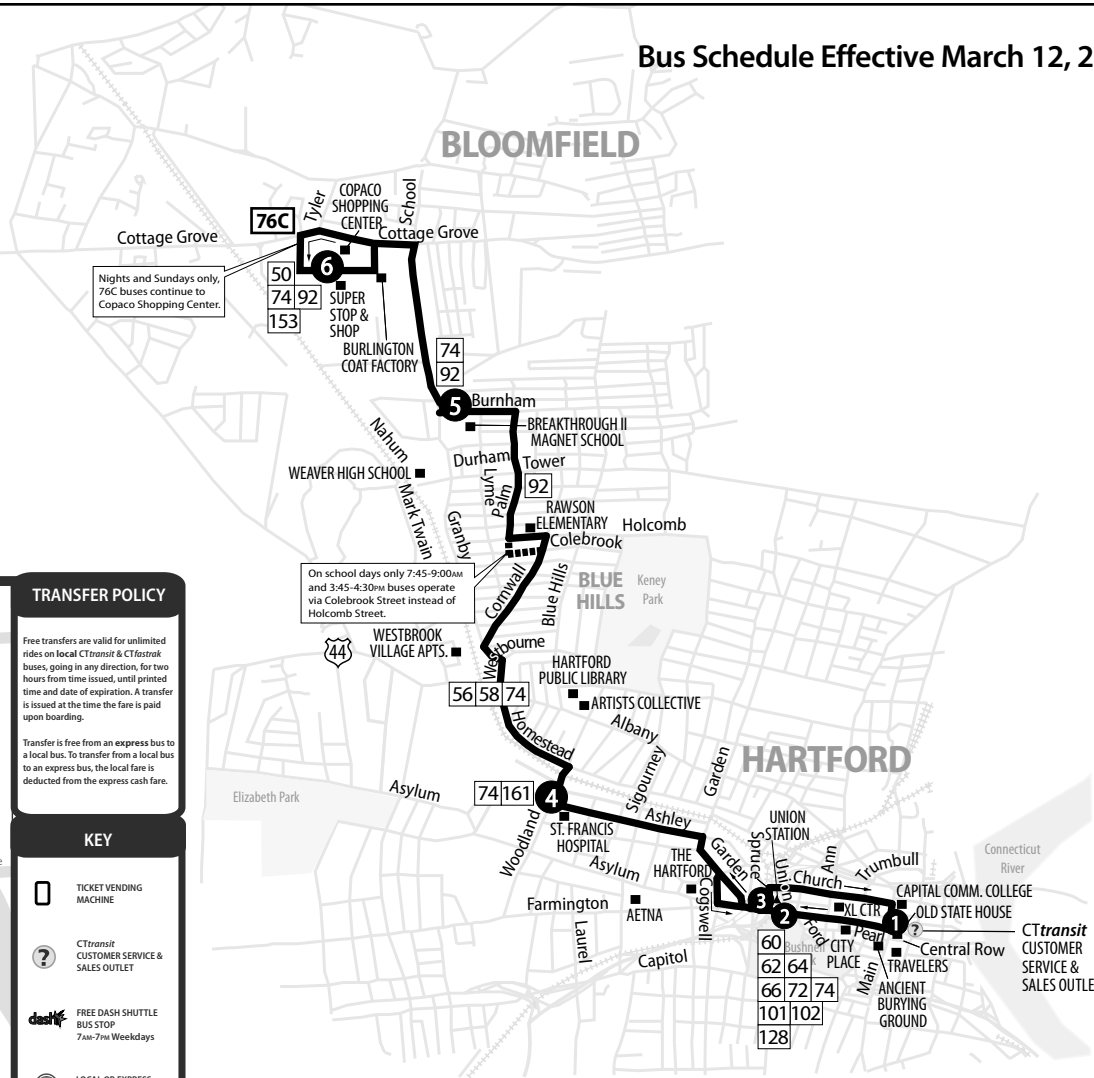 Bus Schedule Effective March 12, 2
BLOOMFIELD
76C
Tyler
COPACO
SHOPPING
CENTER
School
Cottage Grove
Cottage Grove
Nights and Sundays only,
76C buses continue to
Copaco Shopping Center.
6
50
74 92
153
SUPER
STOP &
SHOP
BURLINGTON
COAT FACTORY
74
92
5
Burnham
BREAKTHROUGH II
MAGNET SCHOOL
Nahum
Durham
Tower
WEAVER HIGH SCHOOL
Lyme
Palm
92
Mark Twain
Granby
RAWSON
ELEMENTARY
Holcomb
Colebrook
On school days only 7:45-9:00AM
and 3:45-4:30PM buses operate
via Colebrook Street instead of
Holcomb Street.
Cornwall
Blue Hills
BLUE
HILLS
Keney
Park
44
WESTBROOK
VILLAGE APTS.
Westbourne
HARTFORD
PUBLIC LIBRARY
56 58 74
ARTISTS COLLECTIVE
Homestead
Albany
HARTFORD
Sigourney
Garden
Elizabeth Park
Asylum
74 161
4
Ashley
Woodland
ST. FRANCIS
HOSPITAL
Asylum
THE
HARTFORD
Garden
Spruce
UNION
STATION
Union
Ann
Trumbull
Church
Connecticut
River
Farmington
AETNA
Cogswell
3
2
XL CTR
CAPITAL COMM. COLLEGE
1
OLD STATE HOUSE
?
CTtransit
CUSTOMER
SERVICE &
SALES OUTLE
Laurel
Capitol
Ford
CITY
PLACE
Pearl
Main
Central Row
TRAVELERS
ANCIENT
BURYING
GROUND
Bushnell
60
62 64
66 72 74
101 102
128
TRANSFER POLICY
Free transfers are valid for unlimited
rides on local CTtransit & CTfastrak
buses, going in any direction, for two
hours from time issued, until printed
time and date of expiration. A transfer
is issued at the time the fare is paid
upon boarding.
Transfer is free from an express bus to
a local bus. To transfer from a local bus
to an express bus, the local fare is
deducted from the express cash fare.
KEY
TICKET VENDING
MACHINE
?
CTtransit
CUSTOMER SERVICE &
SALES OUTLET
dash
FREE DASH SHUTTLE
BUS STOP
7AM-7PM Weekdays
LOCAL OR EXPRESS